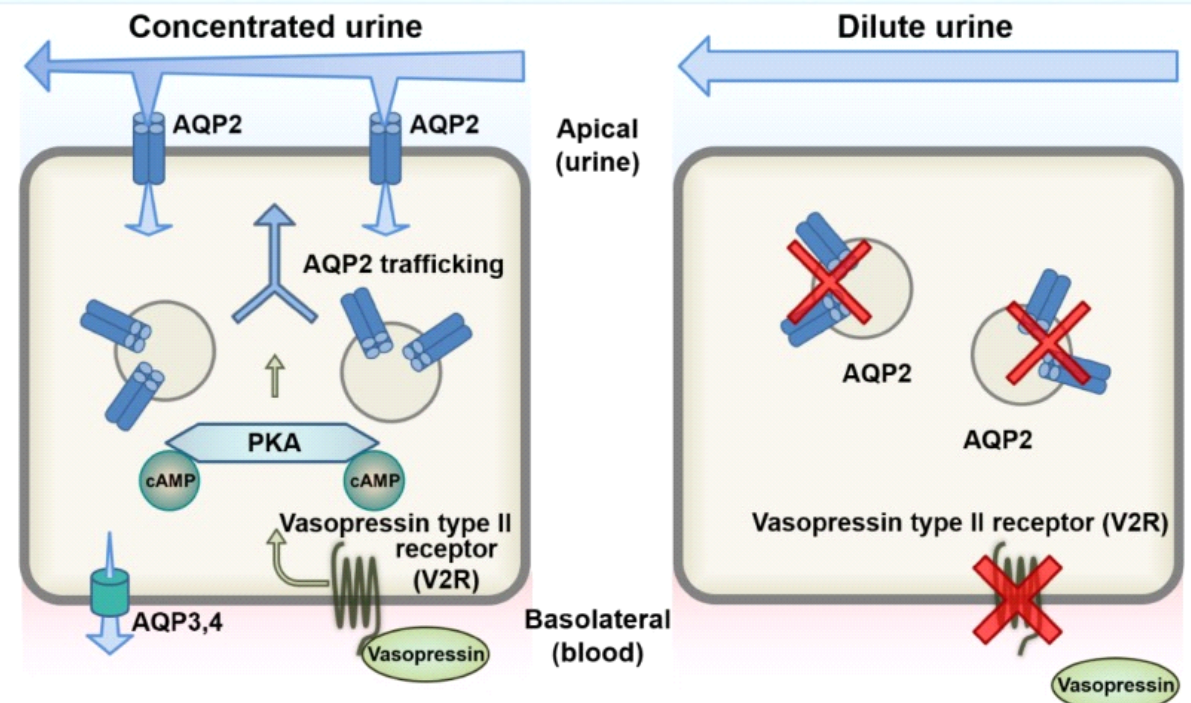 Concentrated urine
AQP2
AQP2
AQP2 trafficking
PKA
cAMP
cAMP
Vasopressin type II
receptor
(V2R)
AQP3,4
Vasopressin
Apical
(urine)
Basolateral
(blood)
Dilute urine
AQP2
AQP2
Vasopressin type II receptor (V2R)
Vasopressin